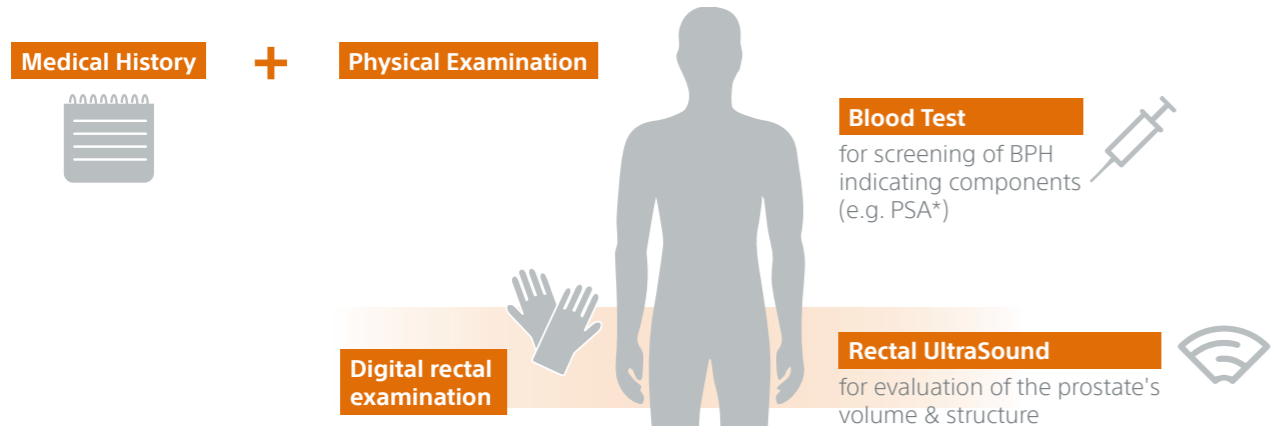 Medical History
+
Physical Examination
Blood Test
for screening of BPH
indicating components
(e.g. PSA*)
Digital rectal
examination
Rectal UltraSound
for evaluation of the prostate's
volume & structure